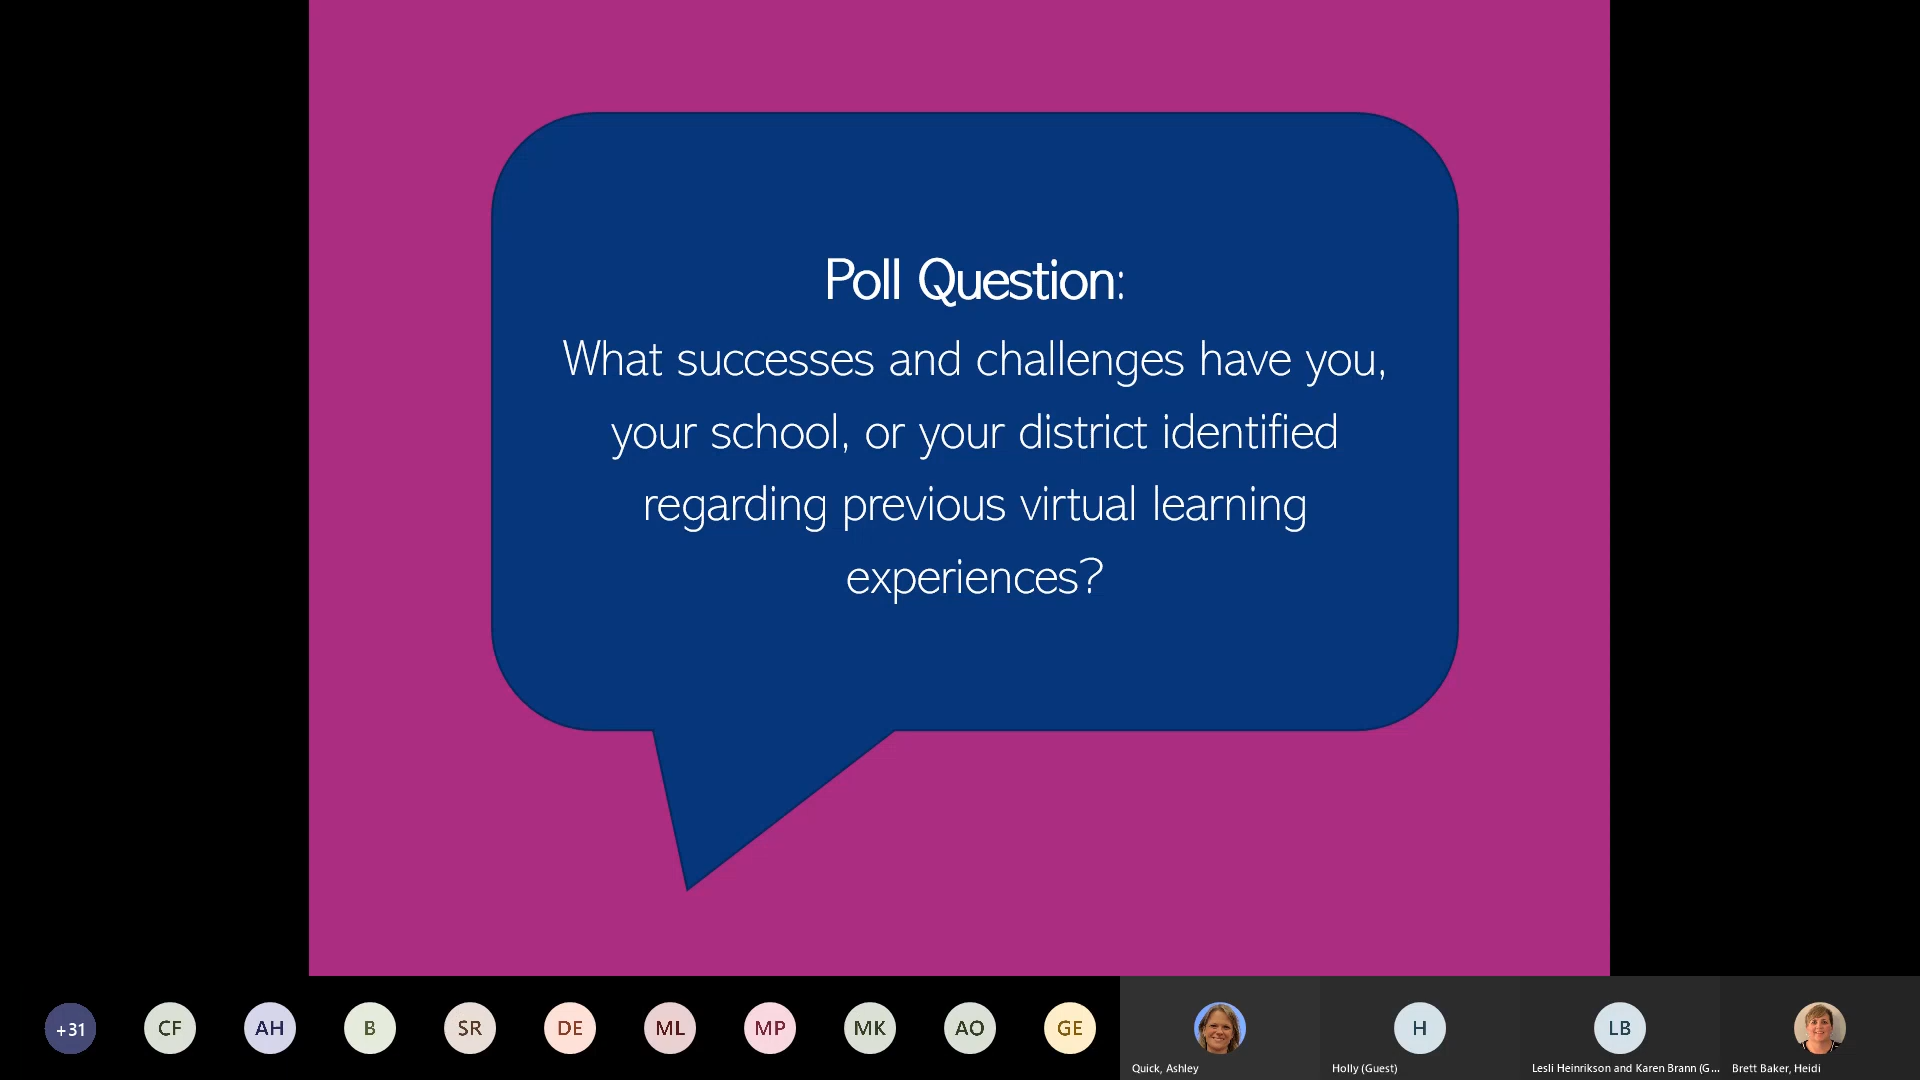 Poll Question:
What successes and challenges have you,
your school, or your district identified
regarding previous virtual learning
experiences?
+31
CF
AH
B
SR
DE
ML
MP
MK
AO
GE
Quick, Ashley
H
Holly (Guest)
LB
Lesli Heinrikson and Karen Brann (G...
Brett Baker, Heidi